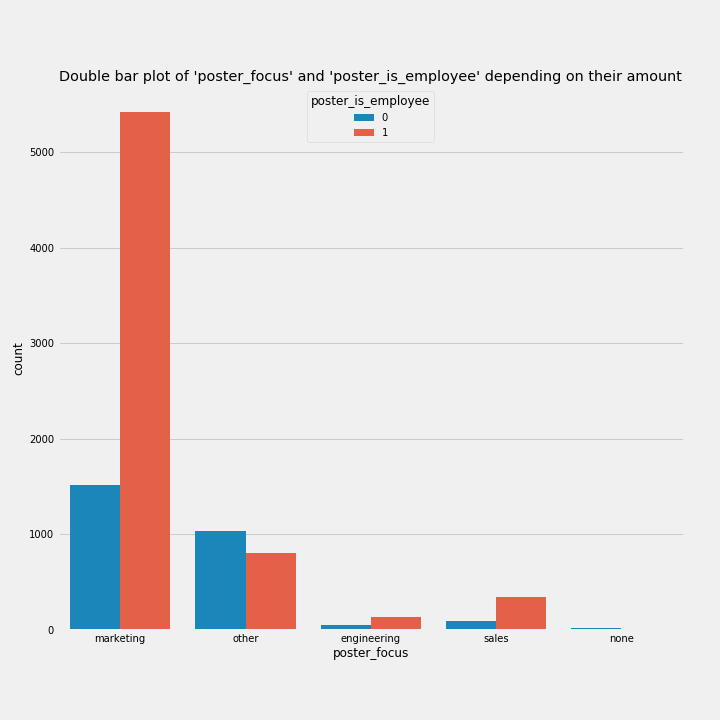 Double bar plot of 'poster_focus' and 'poster_is_employee' depending on their amount
poster_is_employee
0
1
5000
4000
3000
2000
1000
0
count
marketing other engineering sales none
poster_focus